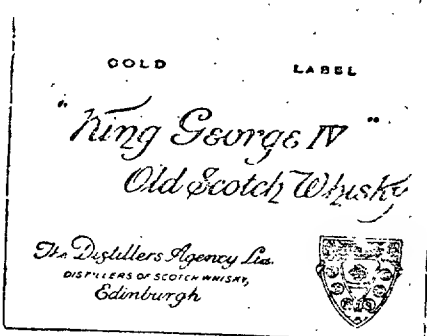 GOLD LABEL
"King George IV"
Old Scotch Whisky
The Distillers Agency Ltd.
DISTILLERS OF SCOTCH WHISKY,
Edinburgh